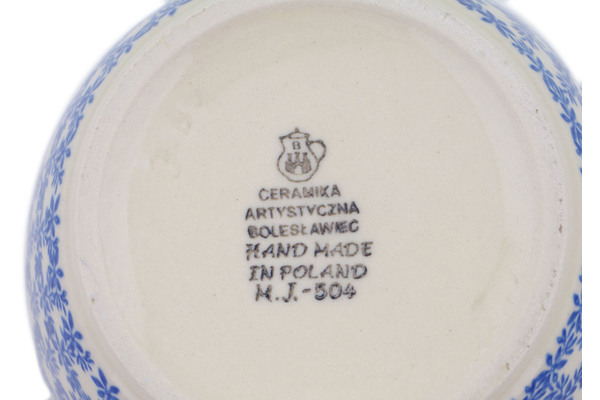 B
CERAMIKA
ARTYSTYCZNA
BOLESŁAWIEC
HAND MADE
IN POLAND
M.J.-504